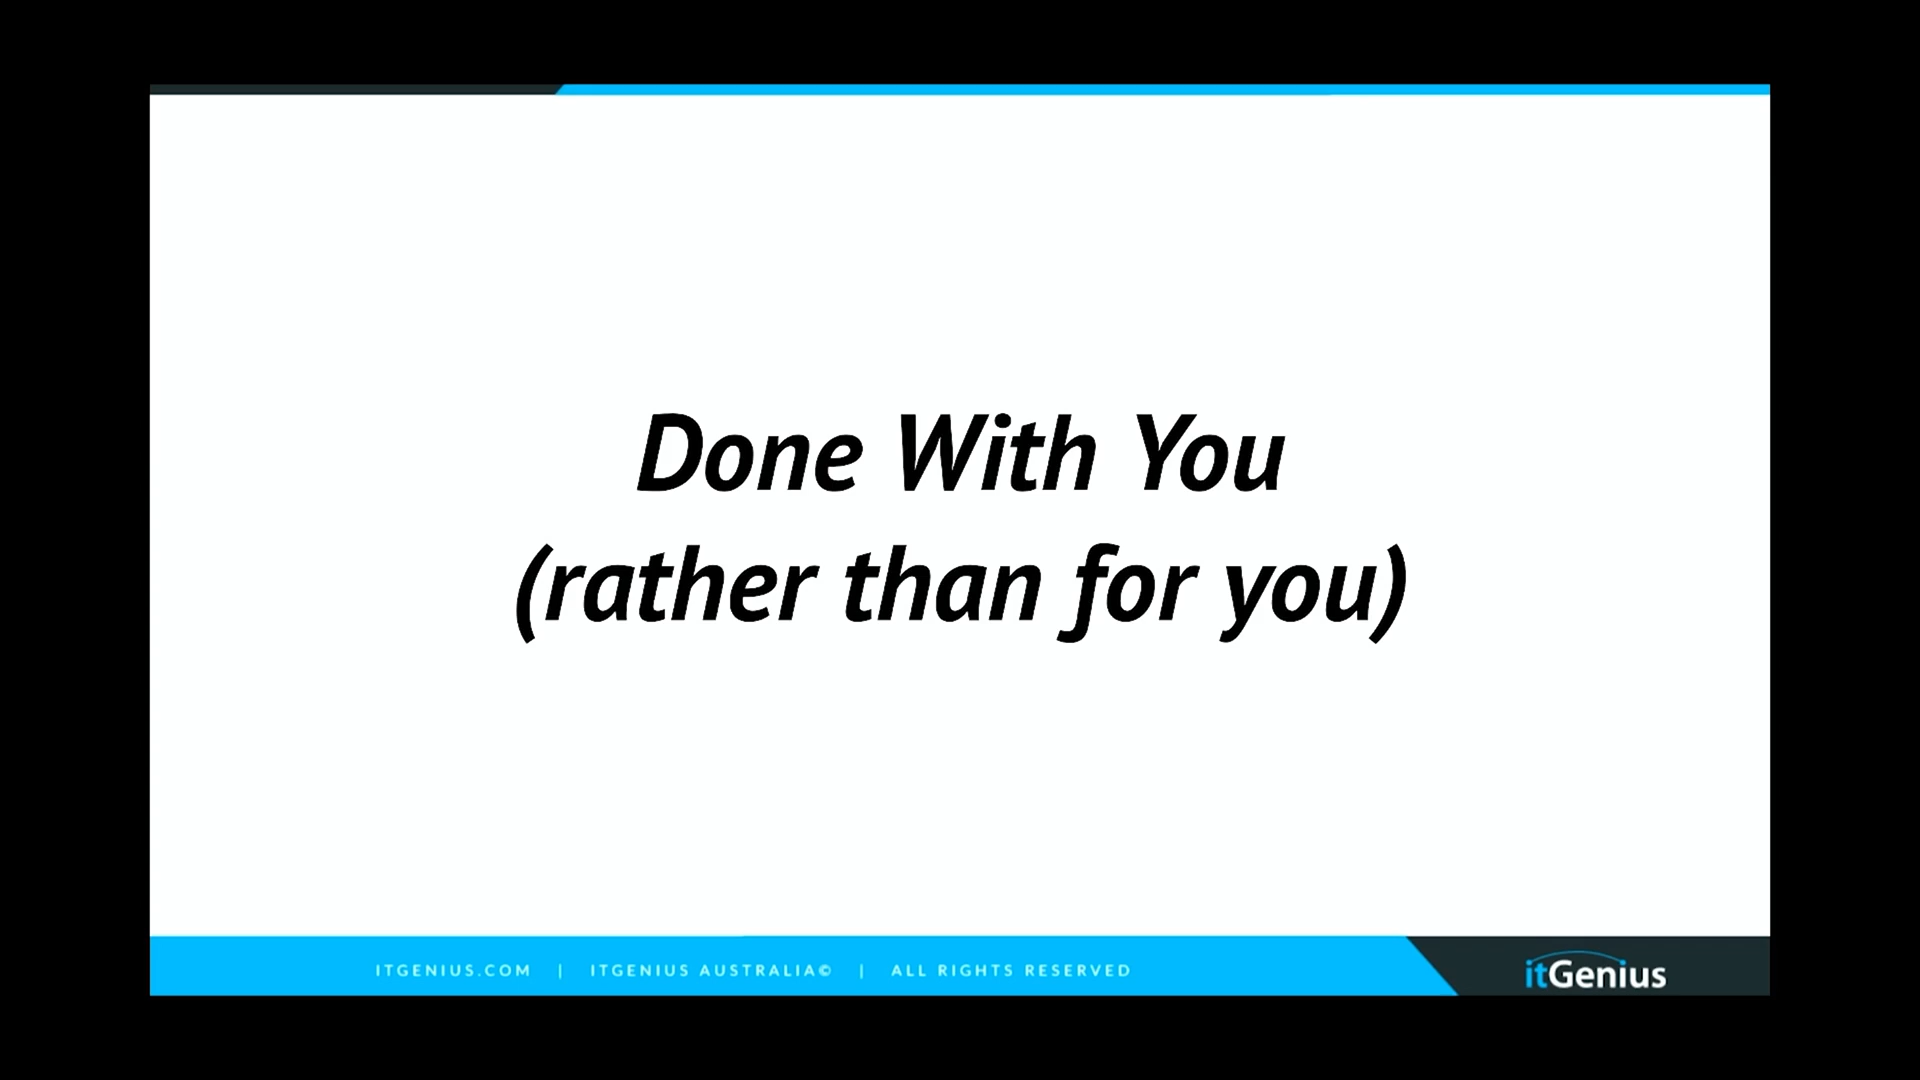 Done With You
(rather than for you)
ITGENIUS.COM | ITGENIUS AUSTRALIA© | ALL RIGHTS RESERVED
itGenius